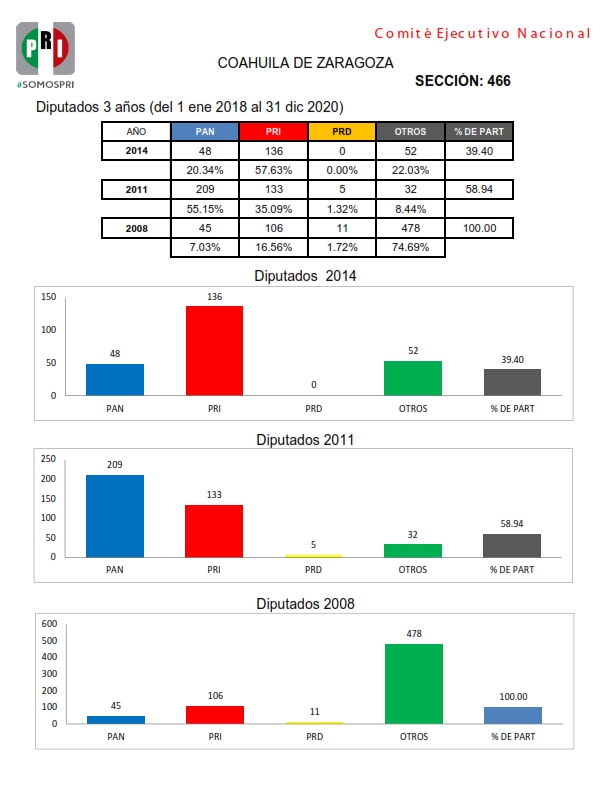 Comité Ejecutivo Nacional
PRI
#SOMOSPRI
COAHUILA DE ZARAGOZA
SECCIÓN: 466
Diputados 3 años (del 1 ene 2018 al 31 dic 2020)
AÑO PAN PRI PRD OTROS % DE PART
2014 48 136 0 52 39.40
20.34% 57.63% 0.00% 22.03%
2011 209 133 5 32 58.94
55.15% 35.09% 1.32% 8.44%
2008 45 106 11 478 100.00
7.03% 16.56% 1.72% 74.69%
Diputados 2014
150
100
50
0
48 136 0 52 39.40
PAN PRI PRD OTROS % DE PART
Diputados 2011
250
200
150
100
50
0
209 133 5 32 58.94
PAN PRI PRD OTROS % DE PART
Diputados 2008
600
500
400
300
200
100
0
45 106 11 478 100.00
PAN PRI PRD OTROS % DE PART